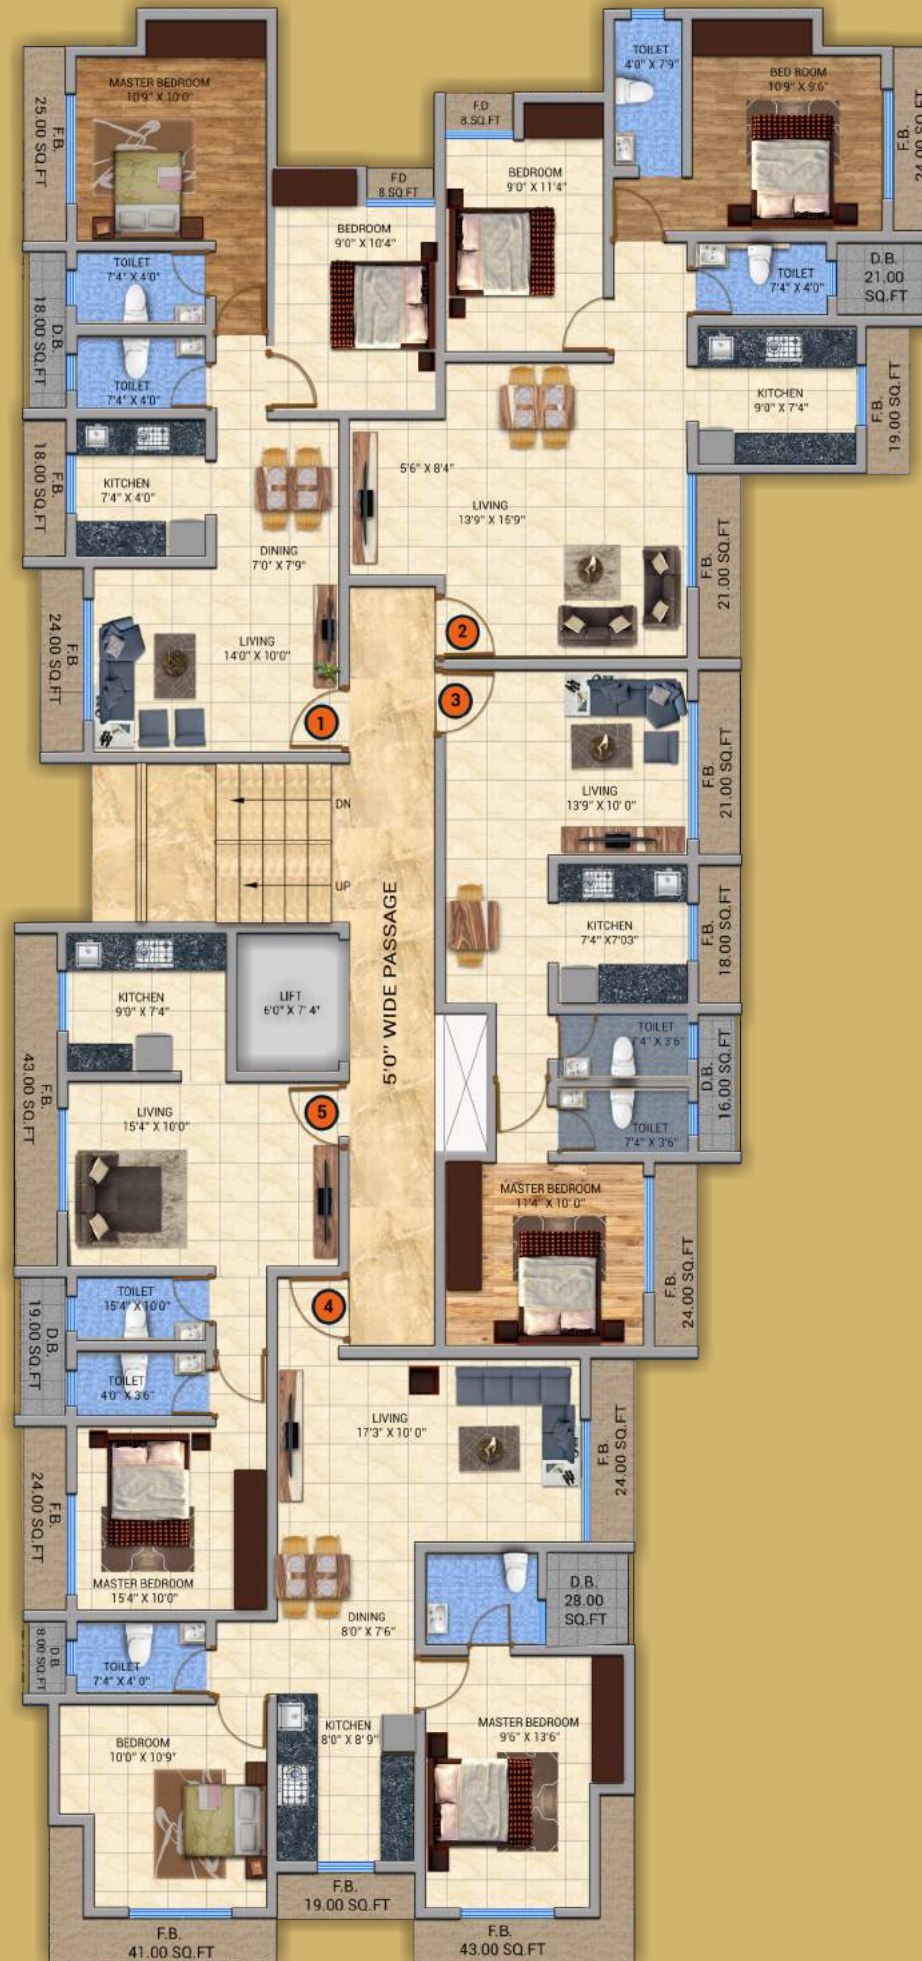 MASTER BEDROOM
10'9" X 10'0"
F.B.
25.00 SQ.FT
TOILET
7'4" X 4'0"
D.B.
18.00 SQ.FT
TOILET
7'4" X 4'0"
F.D
8.SQ.FT
BEDROOM
9'0" X 10'4"
KITCHEN
7'4" X 4'0"
F.B.
18.00 SQ.FT
DINING
7'0" X 7'9"
LIVING
14'0" X 10'0"
F.B.
24.00 SQ.FT
1
TOILET
4'0" X 7'9"
BED ROOM
10'9" X 9'6"
F.B.
24.00 SQ.FT
F.D
8.SQ.FT
BEDROOM
9'0" X 11'4"
TOILET
7'4" X 4'0"
D.B.
21.00
SQ.FT
KITCHEN
9'0" X 7'4"
F.B.
19.00 SQ.FT
5'6" X 8'4"
LIVING
13'9" X 15'9"
F.B.
21.00 SQ.FT
2
3
LIVING
13'9" X 10' 0"
F.B.
21.00 SQ.FT
KITCHEN
7'4" X7'03"
F.B.
18.00 SQ.FT
TOILET
7'4" X 3'6"
D.B.
16.00 SQ.FT
TOILET
7'4" X 3'6"
MASTER BEDROOM
11'4" X 10' 0"
F.B.
24.00 SQ.FT
DN
UP
5'0" WIDE PASSAGE
LIFT
6'0" X 7' 4"
KITCHEN
9'0" X 7'4"
F.B.
43.00 SQ.FT
LIVING
15'4" X 10'0"
5
TOILET
15'4" X 10'0"
D.B.
19.00 SQ.FT
TOILET
4'0" X 3'6"
F.B.
24.00 SQ.FT
MASTER BEDROOM
15'4" X 10'0"
4
LIVING
17'3" X 10' 0"
F.B.
24.00 SQ.FT
DINING
8'0" X 7'6"
D.B.
28.00
SQ.FT
D.B.
8.00 SQ.FT
TOILET
7'4" X 4' 0"
BEDROOM
10'0" X 10'9"
KITCHEN
8'0" X 8' 9"
MASTER BEDROOM
9'6" X 13'6"
F.B.
19.00 SQ.FT
F.B.
41.00 SQ.FT
F.B.
43.00 SQ.FT